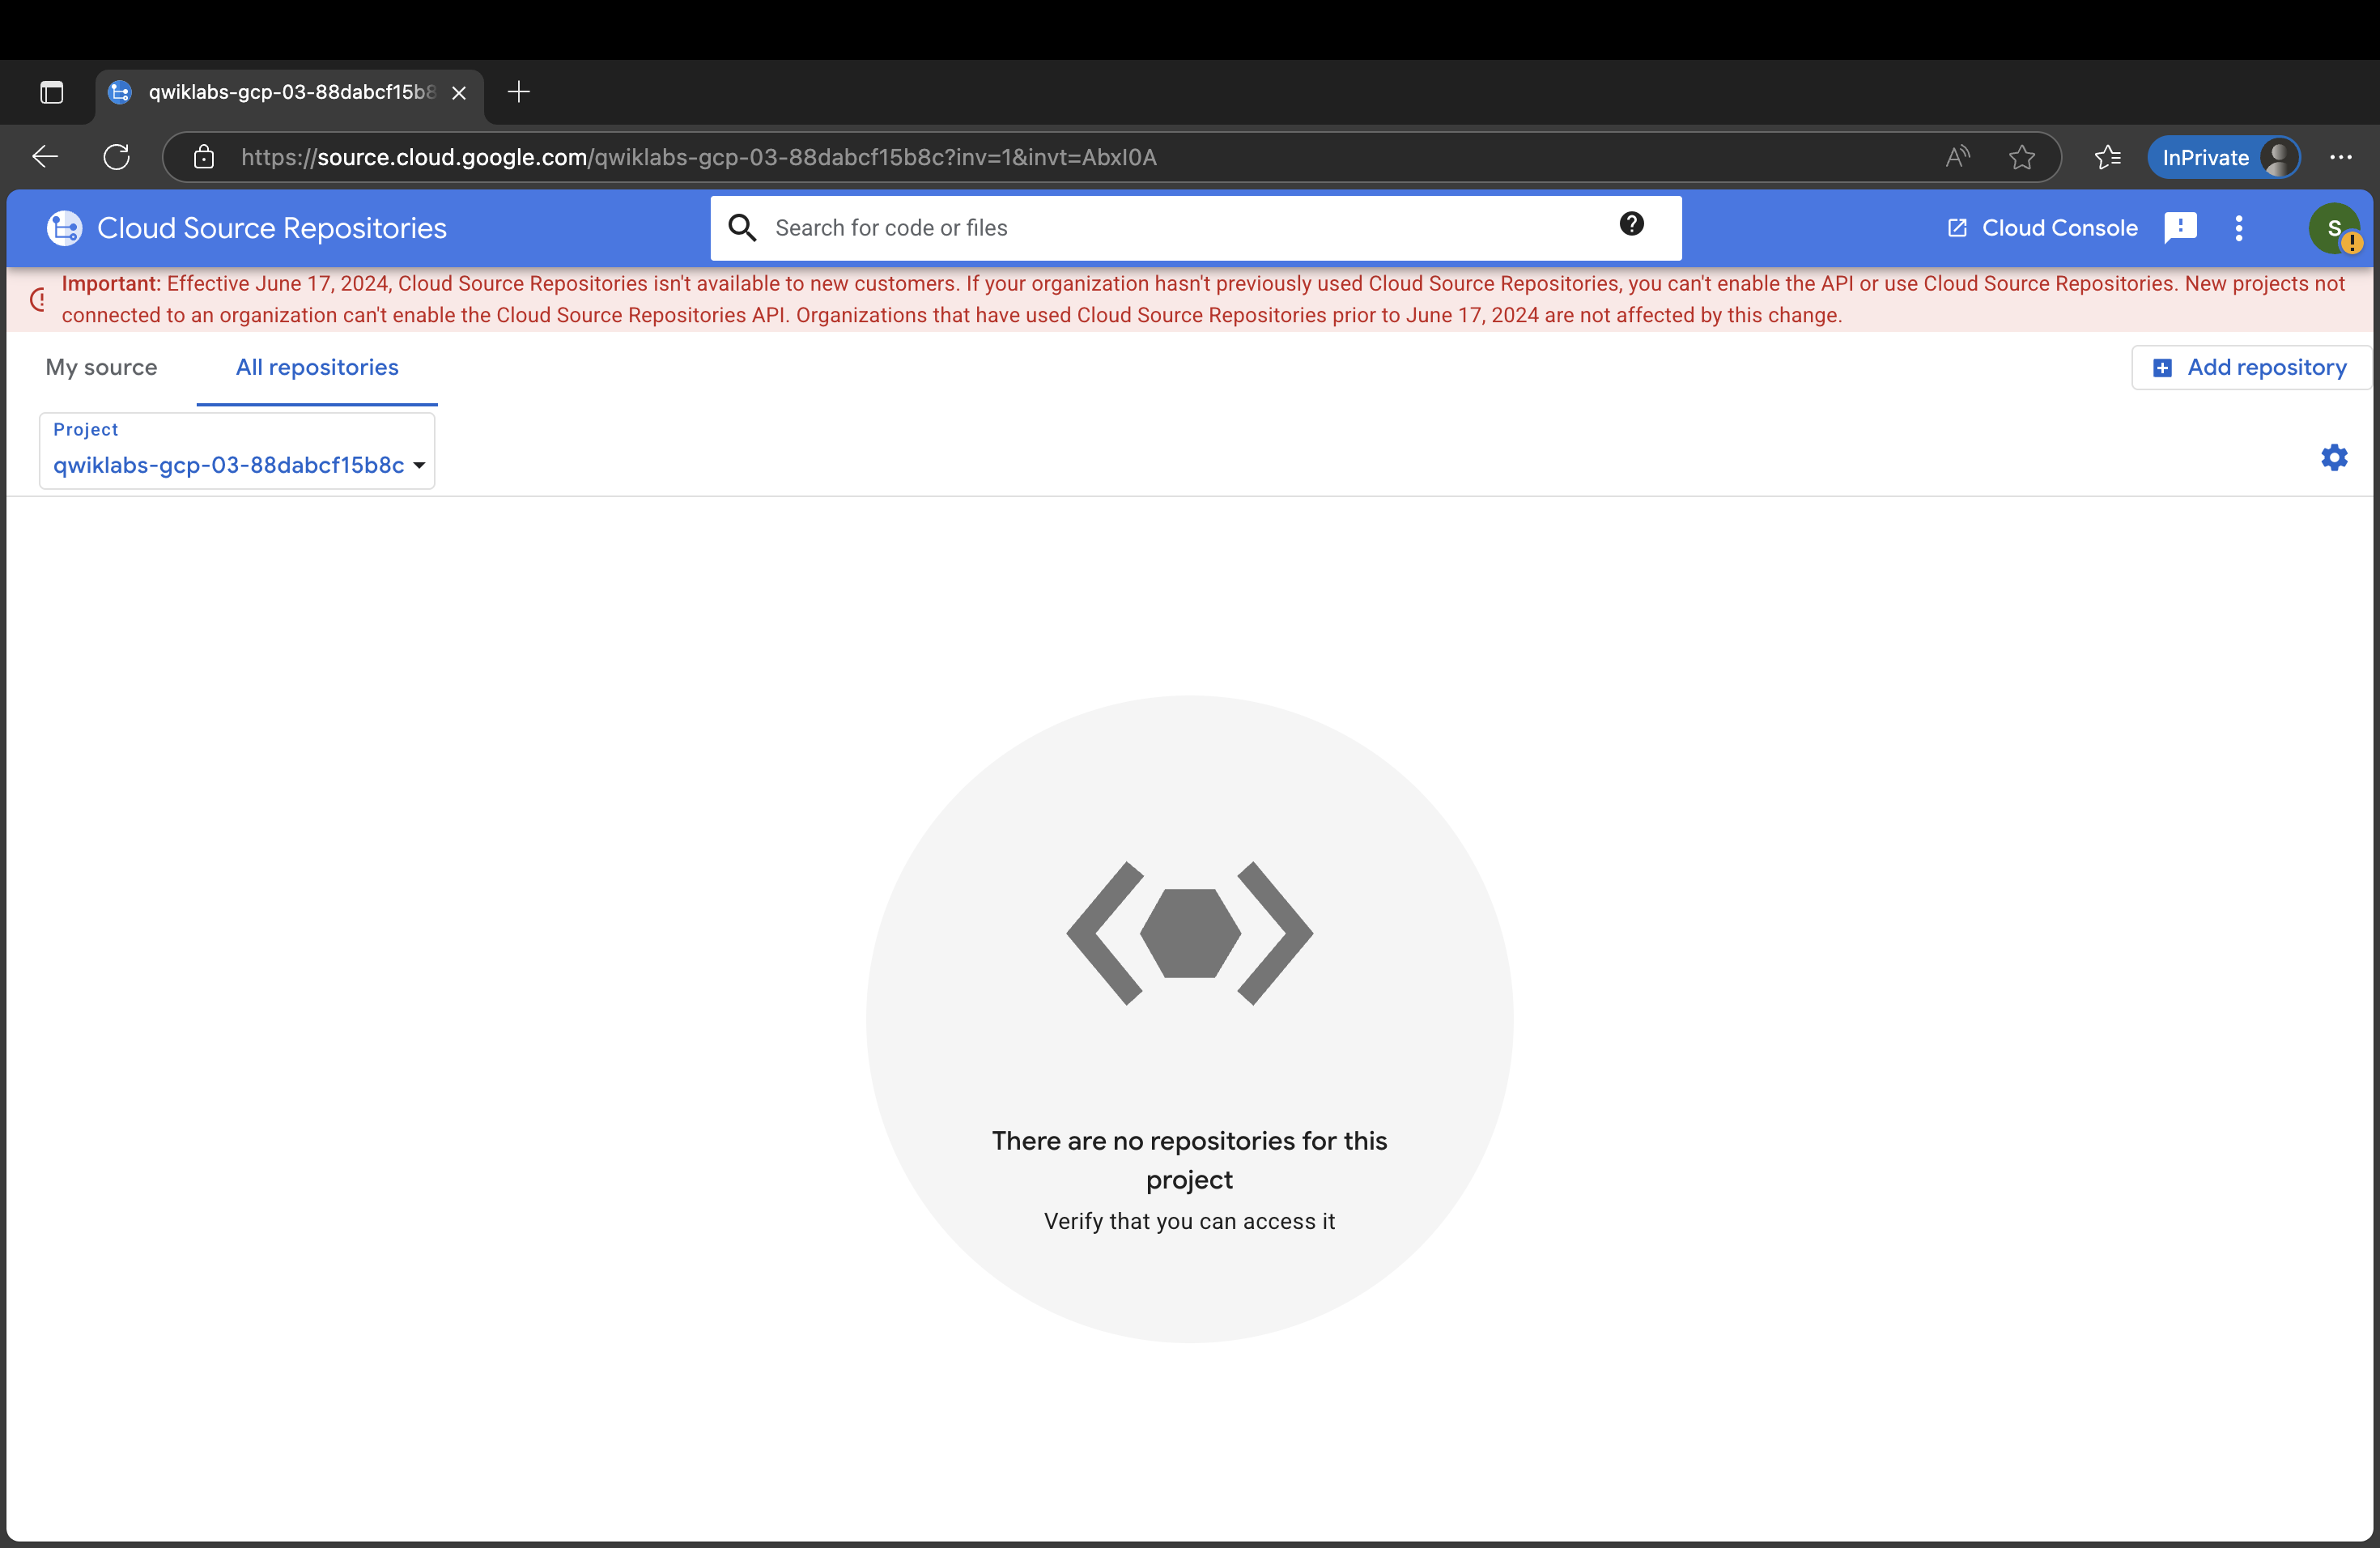 qwiklabs-gcp-03-88dabcf15b8
https://source.cloud.google.com/qwiklabs-gcp-03-88dabcf15b8c?inv=1&invt=AbxI0A
InPrivate
Cloud Source Repositories
Search for code or files
Cloud Console
S
Important: Effective June 17, 2024, Cloud Source Repositories isn't available to new customers. If your organization hasn't previously used Cloud Source Repositories, you can't enable the API or use Cloud Source Repositories. New projects not
connected to an organization can't enable the Cloud Source Repositories API. Organizations that have used Cloud Source Repositories prior to June 17, 2024 are not affected by this change.
My source
All repositories
Add repository
Project
qwiklabs-gcp-03-88dabcf15b8c
There are no repositories for this
project
Verify that you can access it